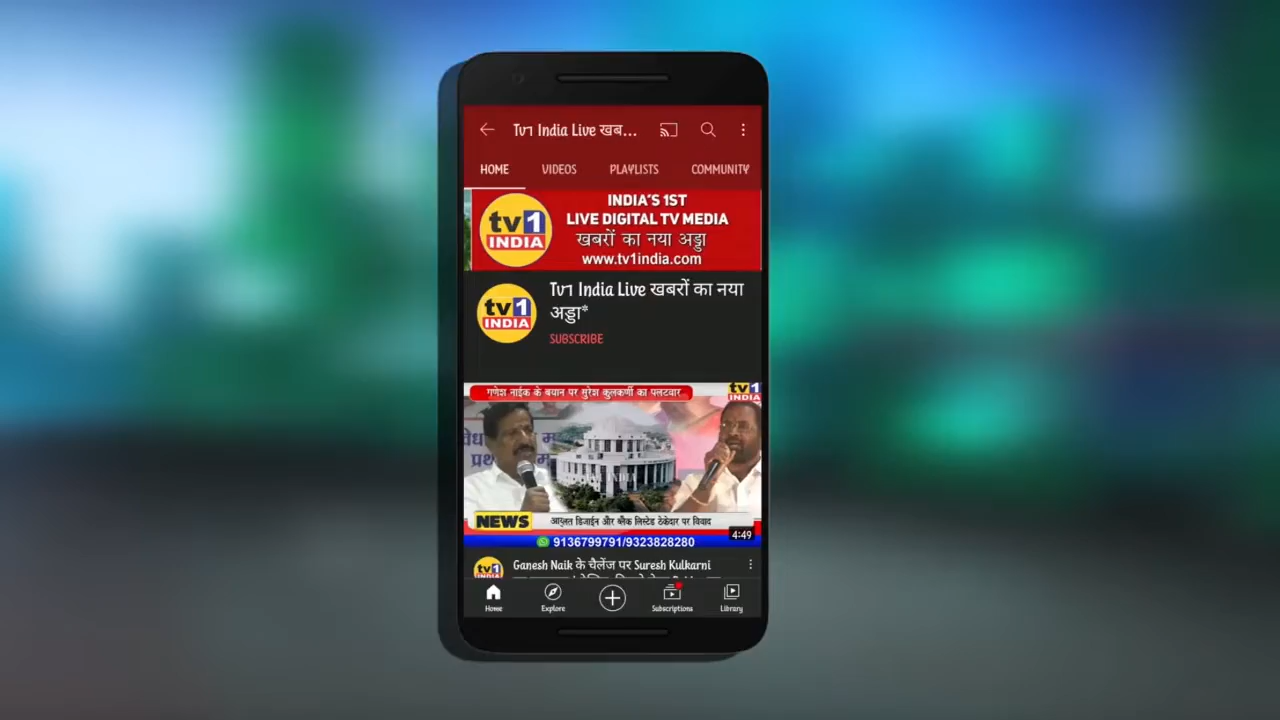 Tv1 India Live खब...
HOME VIDEOS PLAYLISTS COMMUNITY
tv1
INDIA
INDIA'S 1ST
LIVE DIGITAL TV MEDIA
खबरों का नया अड्डा
www.tv1india.com
tv1
INDIA
Tv1 India Live खबरों का नया
अड्डा*
SUBSCRIBE
गणेश नाईक के बयान पर सुरेश कुलकर्णी का पलटवार
tv1
INDIA
NEWS
डिजाईन और ब्लैक लिस्टेड ठेकेदार पर विवाद
9136799791/9323828280
4:49
tv1
INDIA
Ganesh Naik के चैलेंज पर Suresh Kulkarni
Home Explore Subscriptions Library